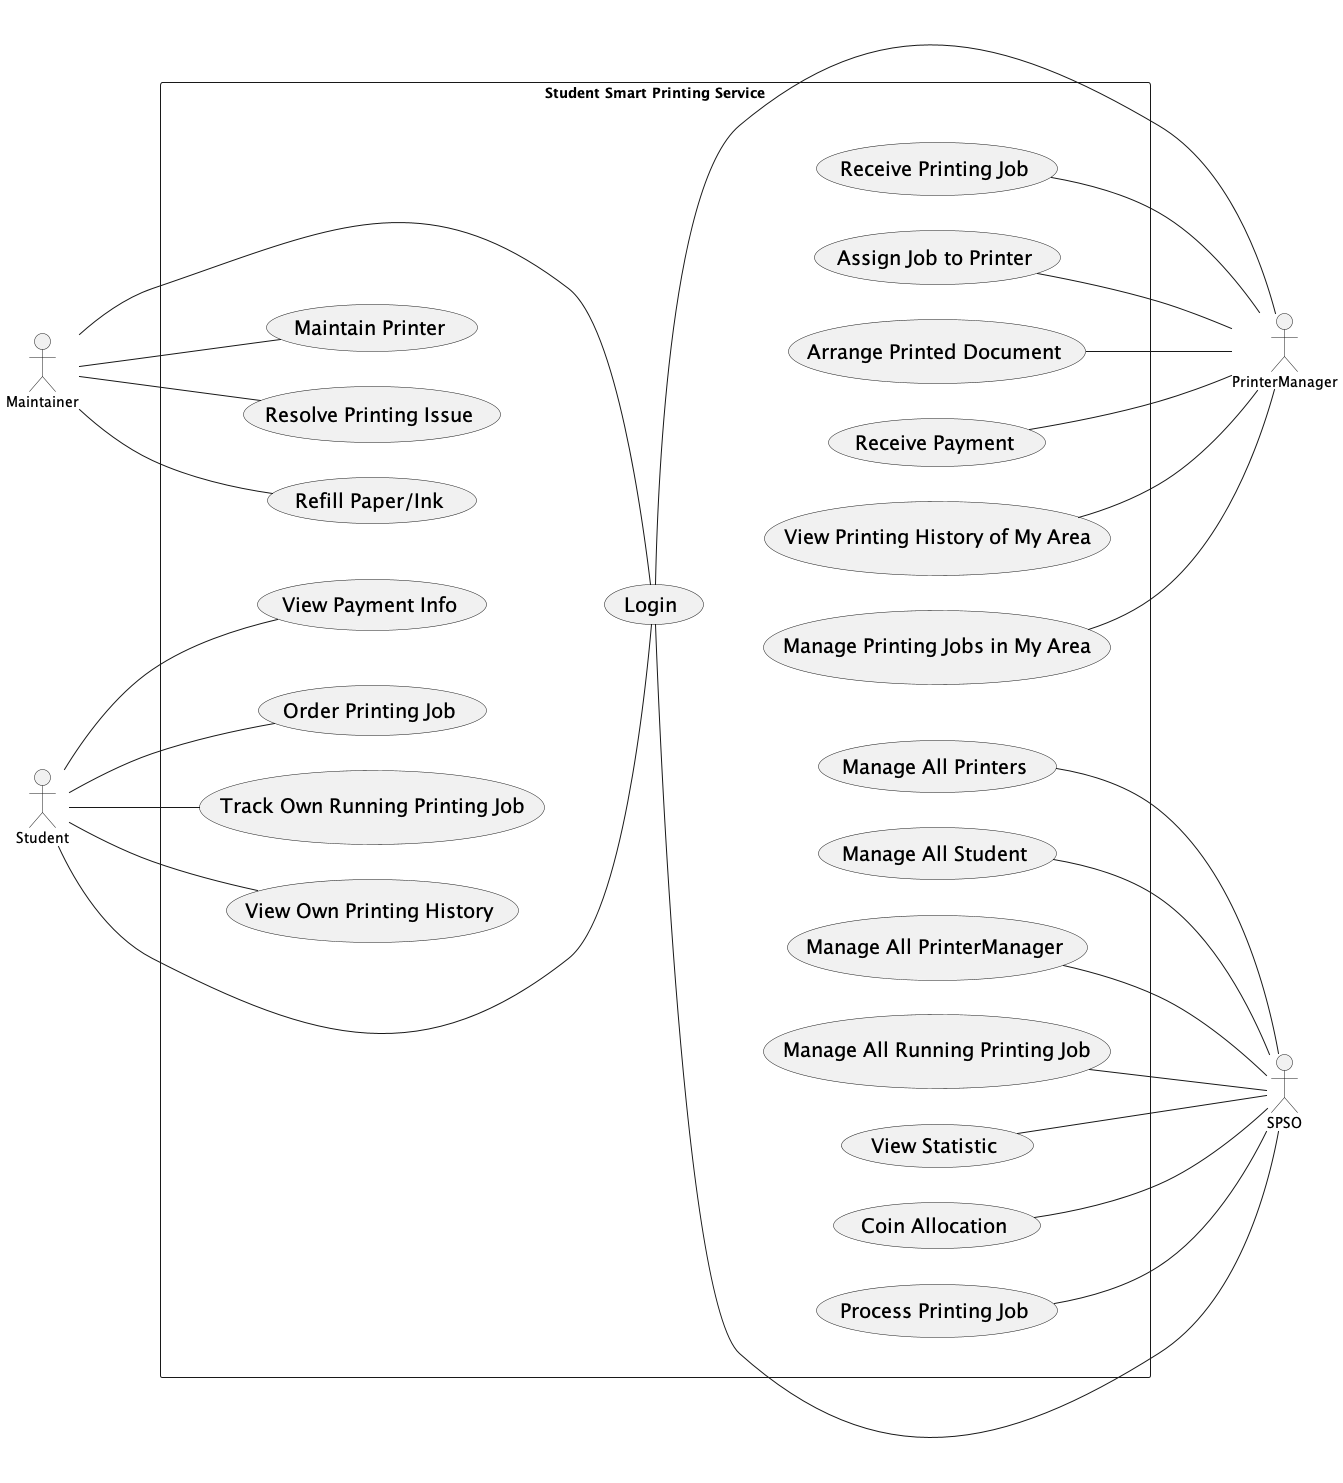 Student Smart Printing Service
Receive Printing Job
Assign Job to Printer
Maintain Printer
Arrange Printed Document
PrinterManager
Maintainer
Resolve Printing Issue
Receive Payment
Refill Paper/Ink
View Printing History of My Area
View Payment Info
Login
Manage Printing Jobs in My Area
Order Printing Job
Manage All Printers
Track Own Running Printing Job
Student
Manage All Student
View Own Printing History
Manage All PrinterManager
Manage All Running Printing Job
SPSO
View Statistic
Coin Allocation
Process Printing Job